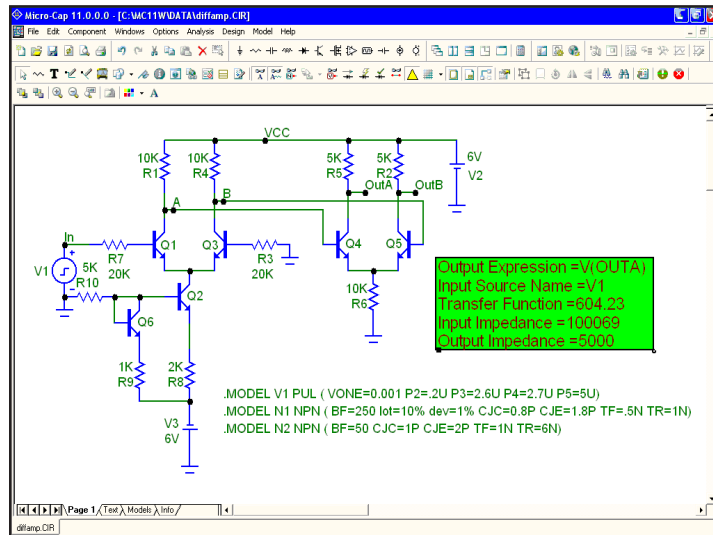 Micro-Cap 11.0.0.0 - [C:\MC11W\DATA\diffamp.CIR]
File Edit Component Windows Options Analysis Design Model Help
VCC
10K
R1
10K
R4
5K
R5
5K
R2
6V
V2
OutA
OutB
A
B
In
Q1
Q3
Q4
Q5
R7
20K
R3
20K
V1
5K
R10
Q2
Q6
10K
R6
1K
R9
2K
R8
V3
6V
Output Expression =V(OUTA)
Input Source Name =V1
Transfer Function =604.23
Input Impedance =100069
Output Impedance =5000
.MODEL V1 PUL ( VONE=0.001 P2=.2U P3=2.6U P4=2.7U P5=5U)
.MODEL N1 NPN ( BF=250 lot=10% dev=1% CJC=0.8P CJE=1.8P TF=.5N TR=1N)
.MODEL N2 NPN ( BF=50 CJC=1P CJE=2P TF=1N TR=6N)
Page 1 Text Models Info
diffamp.CIR